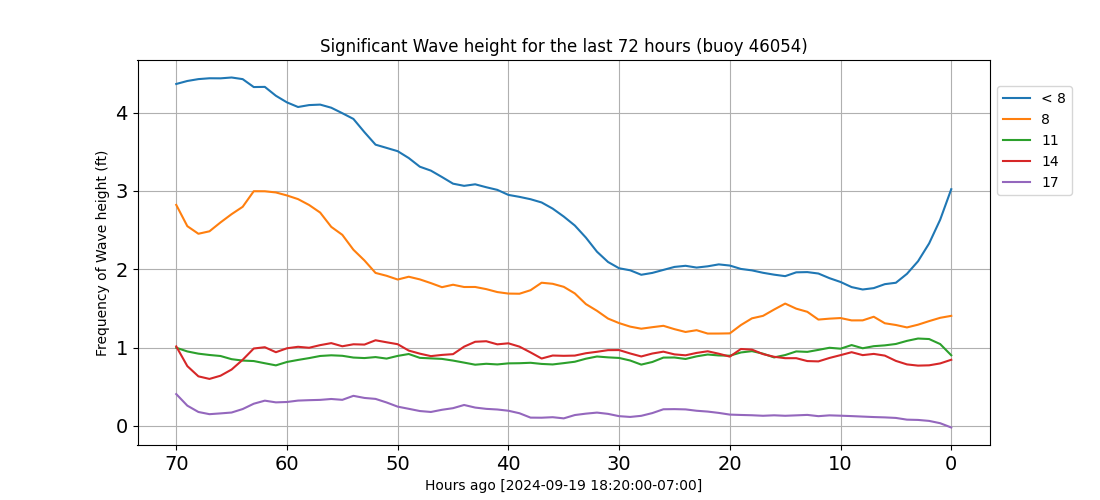 Significant Wave height for the last 72 hours (buoy 46054)
Frequency of Wave height (ft)
4
3
2
1
0
70 60 50 40 30 20 10 0
Hours ago [2024-09-19 18:20:00-07:00]
< 8
8
11
14
17